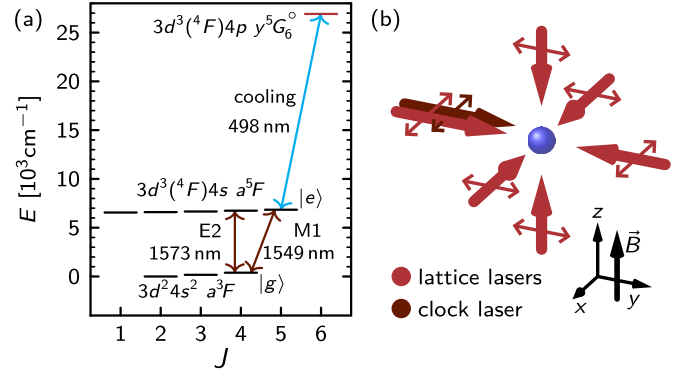 (a)
3d³(⁴F)4p y⁵G₆°
25
20
15
10
5
0
E [10³cm⁻¹]
cooling
498 nm
3d³(⁴F)4s a⁵F
|e⟩
E2
M1
1573 nm
1549 nm
|g⟩
3d²4s² a³F
1 2 3 4 5 6
J
(b)
z
B⃗
x
y
lattice lasers
clock laser